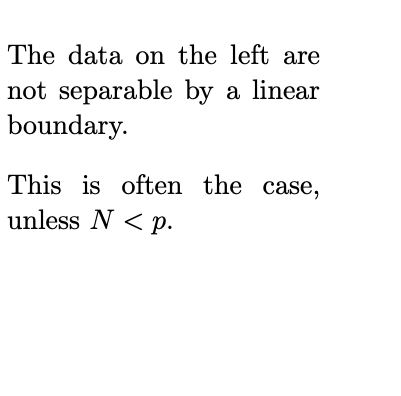 The data on the left are
not separable by a linear
boundary.
This is often the case,
unless N < p.